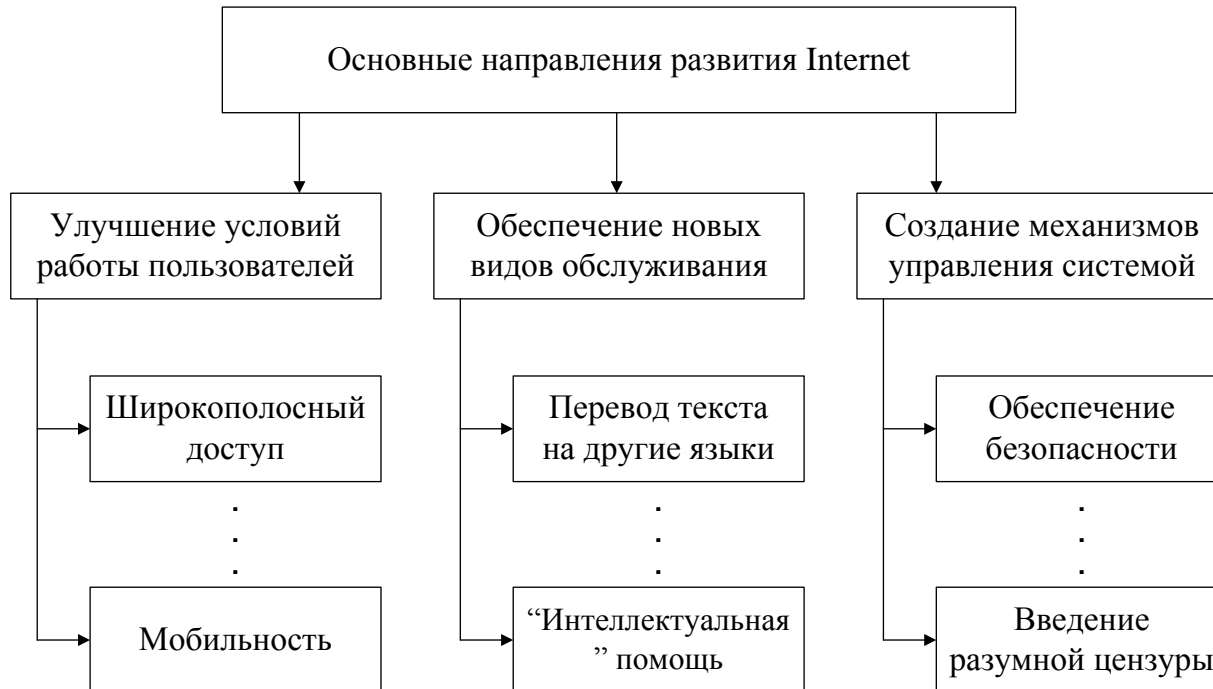 Основные направления развития Internet
Улучшение условий
работы пользователей
Обеспечение новых
видов обслуживания
Создание механизмов
управления системой
Широкополосный
доступ
Перевод текста
на другие языки
Обеспечение
безопасности
Мобильность
“Интеллектуальная
” помощь
Введение
разумной цензуры